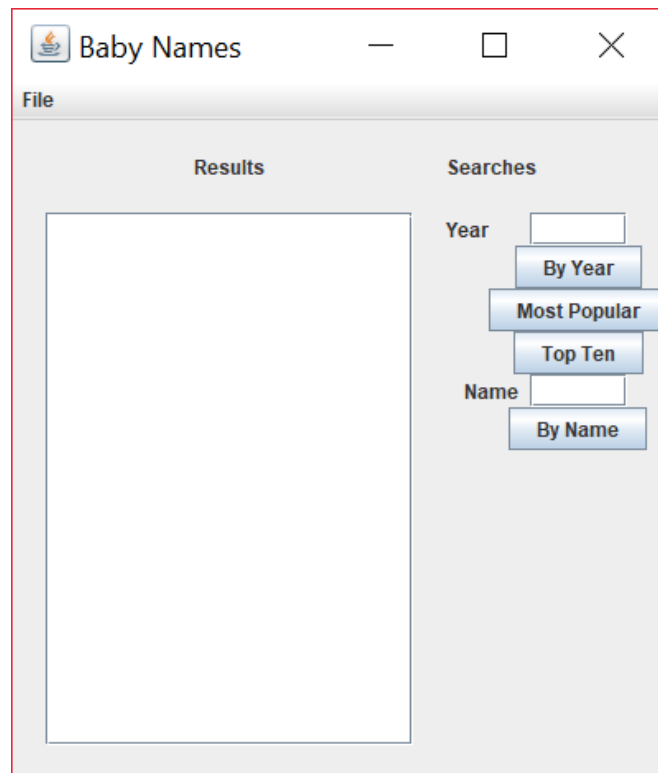 Baby Names
File
Results
Searches
Year
By Year
Most Popular
Top Ten
Name
By Name